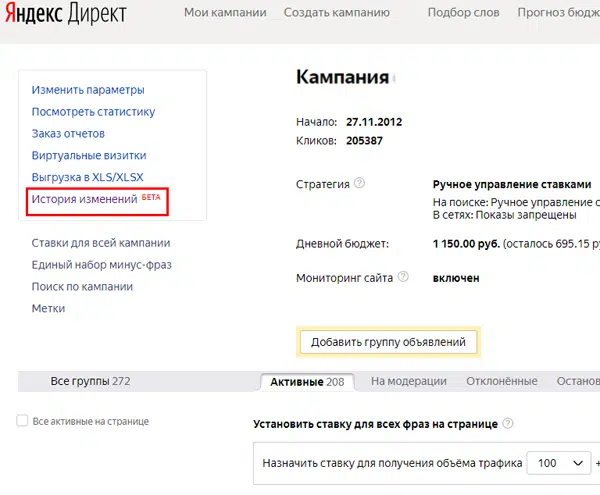 Яндекс Директ
Мои кампании Создать кампанию Подбор слов Прогноз бюдж
Изменить параметры
Посмотреть статистику
Заказ отчетов
Виртуальные визитки
Выгрузка в XLS/XLSX
История изменений БЕТА
Ставки для всей кампании
Единый набор минус-фраз
Поиск по кампании
Метки
Кампания
Начало: 27.11.2012
Кликов: 205387
Стратегия ? Ручное управление ставками
На поиске: Ручное управление с
В сетях: Показы запрещены
Дневной бюджет: 1 150.00 руб. (осталось 695.15 р
Мониторинг сайта ? включен
Добавить группу объявлений
Все группы 272 Активные 208 На модерации Отклонённые Останов
Все активные на странице
Установить ставку для всех фраз на странице ?
Назначить ставку для получения объёма трафика 100 +